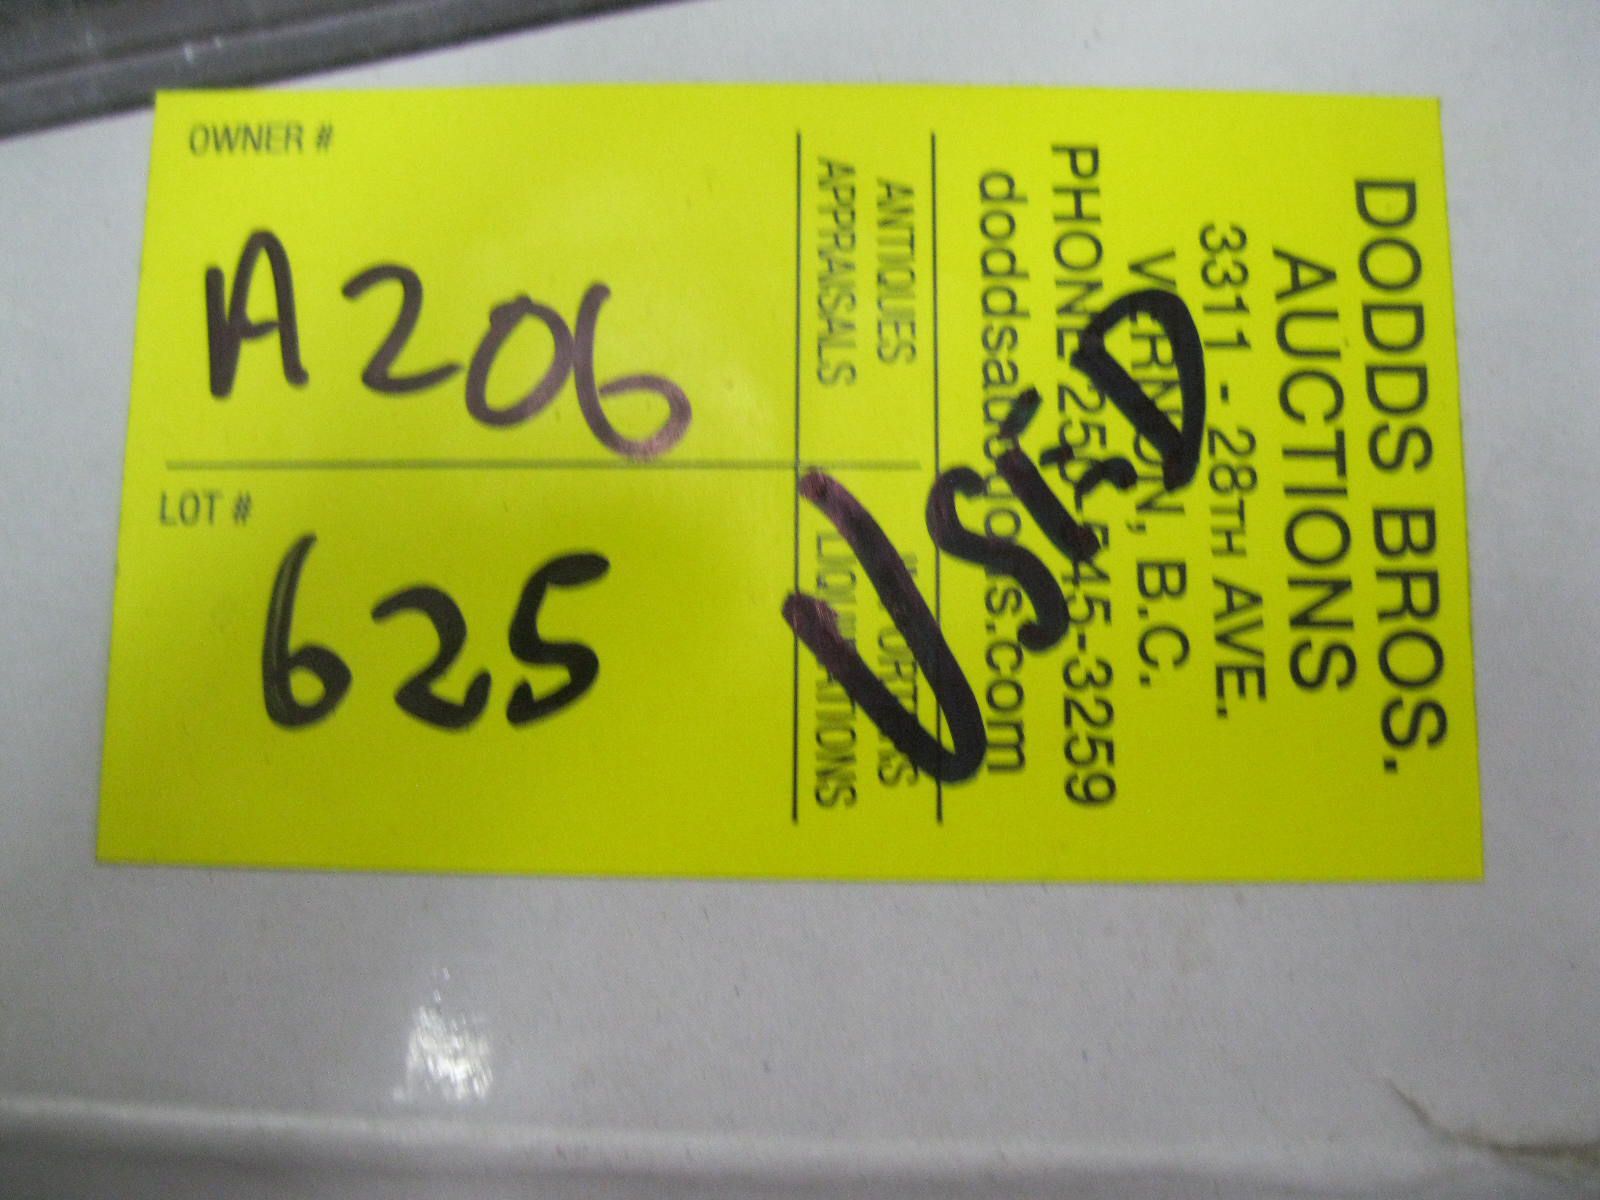 OWNER #
A206
LOT #
625
DODDS BROS.
AUCTIONS
3311 - 28TH AVE.
VERNON, B.C.
PHONE 250-545-3259
doddsauctions.com
ANTIQUES
APPRAISALS
IMPORTERS
LIQUIDATIONS
USED